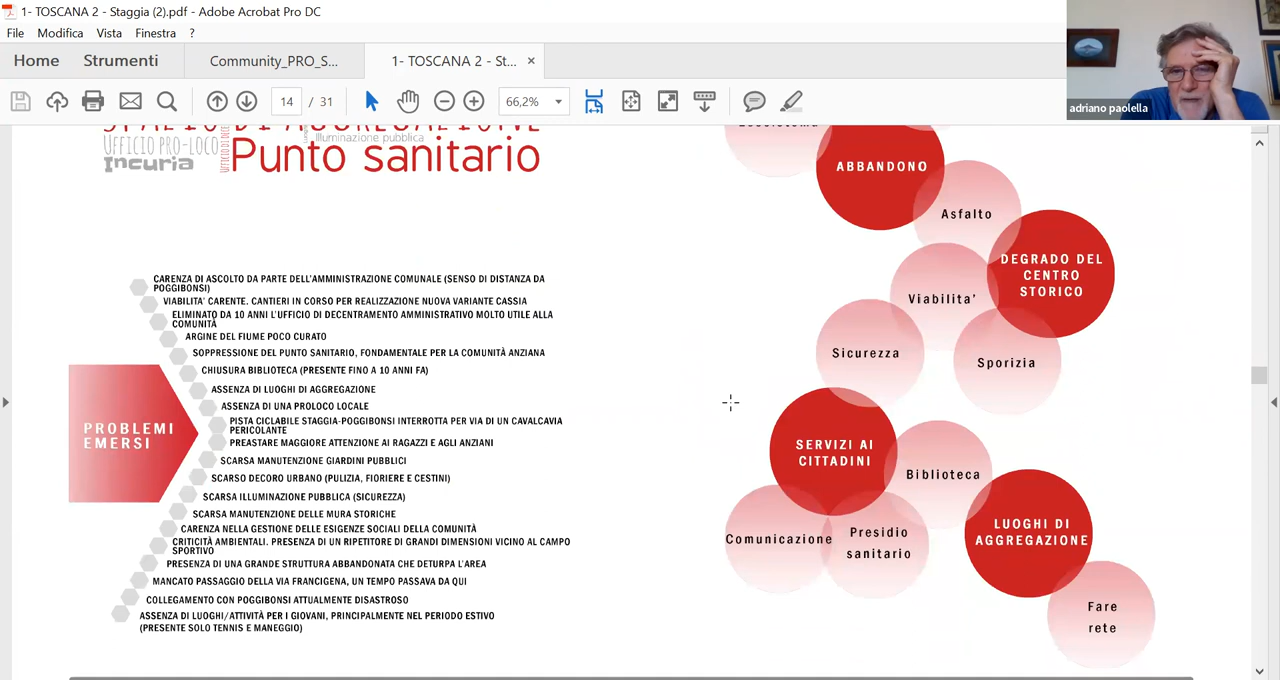 1- TOSCANA 2 - Staggia (2).pdf - Adobe Acrobat Pro DC
File Modifica Vista Finestra ?
Home Strumenti Community_PRO_S... 1- TOSCANA 2 - St... ×
14 / 31 66,2%
adriano paolella
SPAZIO DI AGGREGAZIONE
UFFICIO PRO-LOCO
Illuminazione pubblica
Incuria
Punto sanitario
PROBLEMI
EMERSI
CARENZA DI ASCOLTO DA PARTE DELL'AMMINISTRAZIONE COMUNALE (SENSO DI DISTANZA DA
POGGIBONSI)
VIABILITA' CARENTE. CANTIERI IN CORSO PER REALIZZAZIONE NUOVA VARIANTE CASSIA
ELIMINATO DA 10 ANNI L'UFFICIO DI DECENTRAMENTO AMMINISTRATIVO MOLTO UTILE ALLA
COMUNITÀ
ARGINE DEL FIUME POCO CURATO
SOPPRESSIONE DEL PUNTO SANITARIO, FONDAMENTALE PER LA COMUNITÀ ANZIANA
CHIUSURA BIBLIOTECA (PRESENTE FINO A 10 ANNI FA)
ASSENZA DI LUOGHI DI AGGREGAZIONE
ASSENZA DI UNA PROLOCO LOCALE
PISTA CICLABILE STAGGIA-POGGIBONSI INTERROTTA PER VIA DI UN CAVALCAVIA
PERICOLANTE
PREASTARE MAGGIORE ATTENZIONE AI RAGAZZI E AGLI ANZIANI
SCARSA MANUTENZIONE GIARDINI PUBBLICI
SCARSO DECORO URBANO (PULIZIA, FIORIERE E CESTINI)
SCARSA ILLUMINAZIONE PUBBLICA (SICUREZZA)
SCARSA MANUTENZIONE DELLE MURA STORICHE
CARENZA NELLA GESTIONE DELLE ESIGENZE SOCIALI DELLA COMUNITÀ
CRITICITÀ AMBIENTALI. PRESENZA DI UN RIPETITORE DI GRANDI DIMENSIONI VICINO AL CAMPO
SPORTIVO
PRESENZA DI UNA GRANDE STRUTTURA ABBANDONATA CHE DETURPA L'AREA
MANCATO PASSAGGIO DELLA VIA FRANCIGENA, UN TEMPO PASSAVA DA QUI
COLLEGAMENTO CON POGGIBONSI ATTUALMENTE DISASTROSO
ASSENZA DI LUOGHI/ATTIVITÀ PER I GIOVANI, PRINCIPALMENTE NEL PERIODO ESTIVO
(PRESENTE SOLO TENNIS E MANEGGIO)
Ecosistema
ABBANDONO
Asfalto
DEGRADO DEL
CENTRO
STORICO
Viabilita'
Sicurezza
Sporizia
SERVIZI AI
CITTADINI
Biblioteca
Comunicazione
Presidio
sanitario
LUOGHI DI
AGGREGAZIONE
Fare
rete